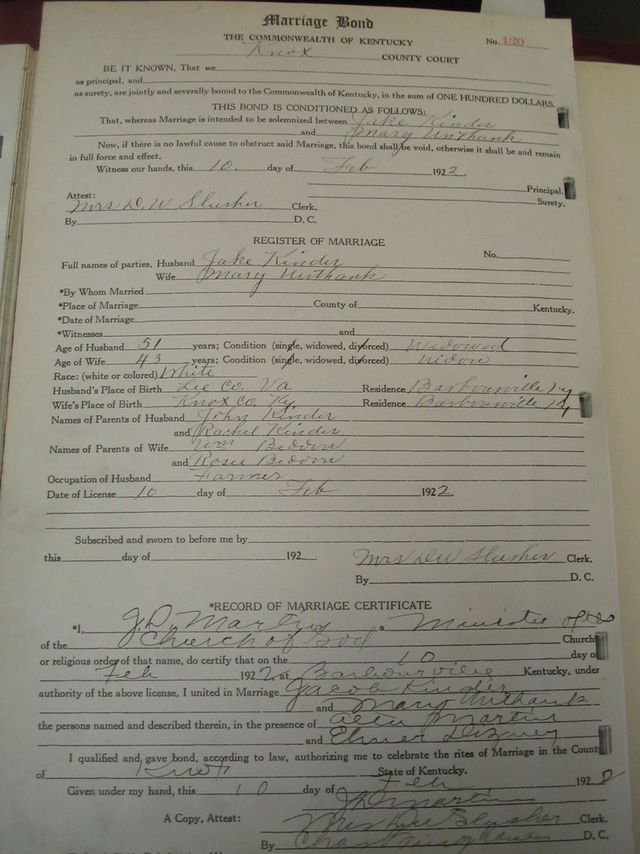 Marriage Bond
THE COMMONWEALTH OF KENTUCKY
No. 120
Knox COUNTY COURT
BE IT KNOWN, That we
as principal, and
as surety, are jointly and severally bound to the Commonwealth of Kentucky, in the sum of ONE HUNDRED DOLLARS.
THIS BOND IS CONDITIONED AS FOLLOWS:
That, whereas Marriage is intended to be solemnized between Jake Kinder
and Mary Unthank
Now, if there is no lawful cause to obstruct said Marriage, this bond shall be void, otherwise it shall be and remain
in full force and effect.
Witness our hands, this 10. day of Feb 1922.
Principal.
Attest: Surety.
Mrs. D. W Slusher Clerk.
By D. C.
REGISTER OF MARRIAGE
Full names of parties, Husband Jake Kinder No.
Wife Mary Unthank
*By Whom Married
*Place of Marriage County of Kentucky.
*Date of Marriage
*Witnesses and
Age of Husband 51 years; Condition (single, widowed, divorced) Widowed
Age of Wife 43 years; Condition (single, widowed, divorced) Widow
Race: (white or colored) White
Husband's Place of Birth Lee Co. Va Residence Barbourville Ky
Wife's Place of Birth Knox Co. Ky Residence Barbourville Ky
Names of Parents of Husband John Kinder
and Rachel Kinder
Names of Parents of Wife Wm
and Rosie
Occupation of Husband Farmer
Date of License 10 day of Feb 1922.
Subscribed and sworn to before me by
this day of 192 Mrs D W Slusher Clerk.
By D. C.
*RECORD OF MARRIAGE CERTIFICATE
*I, J. D. Martin a Minister of the
of the Church of God Church
or religious order of that name, do certify that on the 10 day of
Feb 1922 at Barbourville Kentucky, under
authority of the above license, I united in Marriage Jacob Kinder
and Mary Unthank
the persons named and described therein, in the presence of Martin
and Elmer
I qualified and gave bond, according to law, authorizing me to celebrate the rites of Marriage in the County
of Knox State of Kentucky.
Given under my hand, this 10 day of Feb 1922
J D Martin
A Copy, Attest: Mrs D W Slusher Clerk.
By Chas D. C.